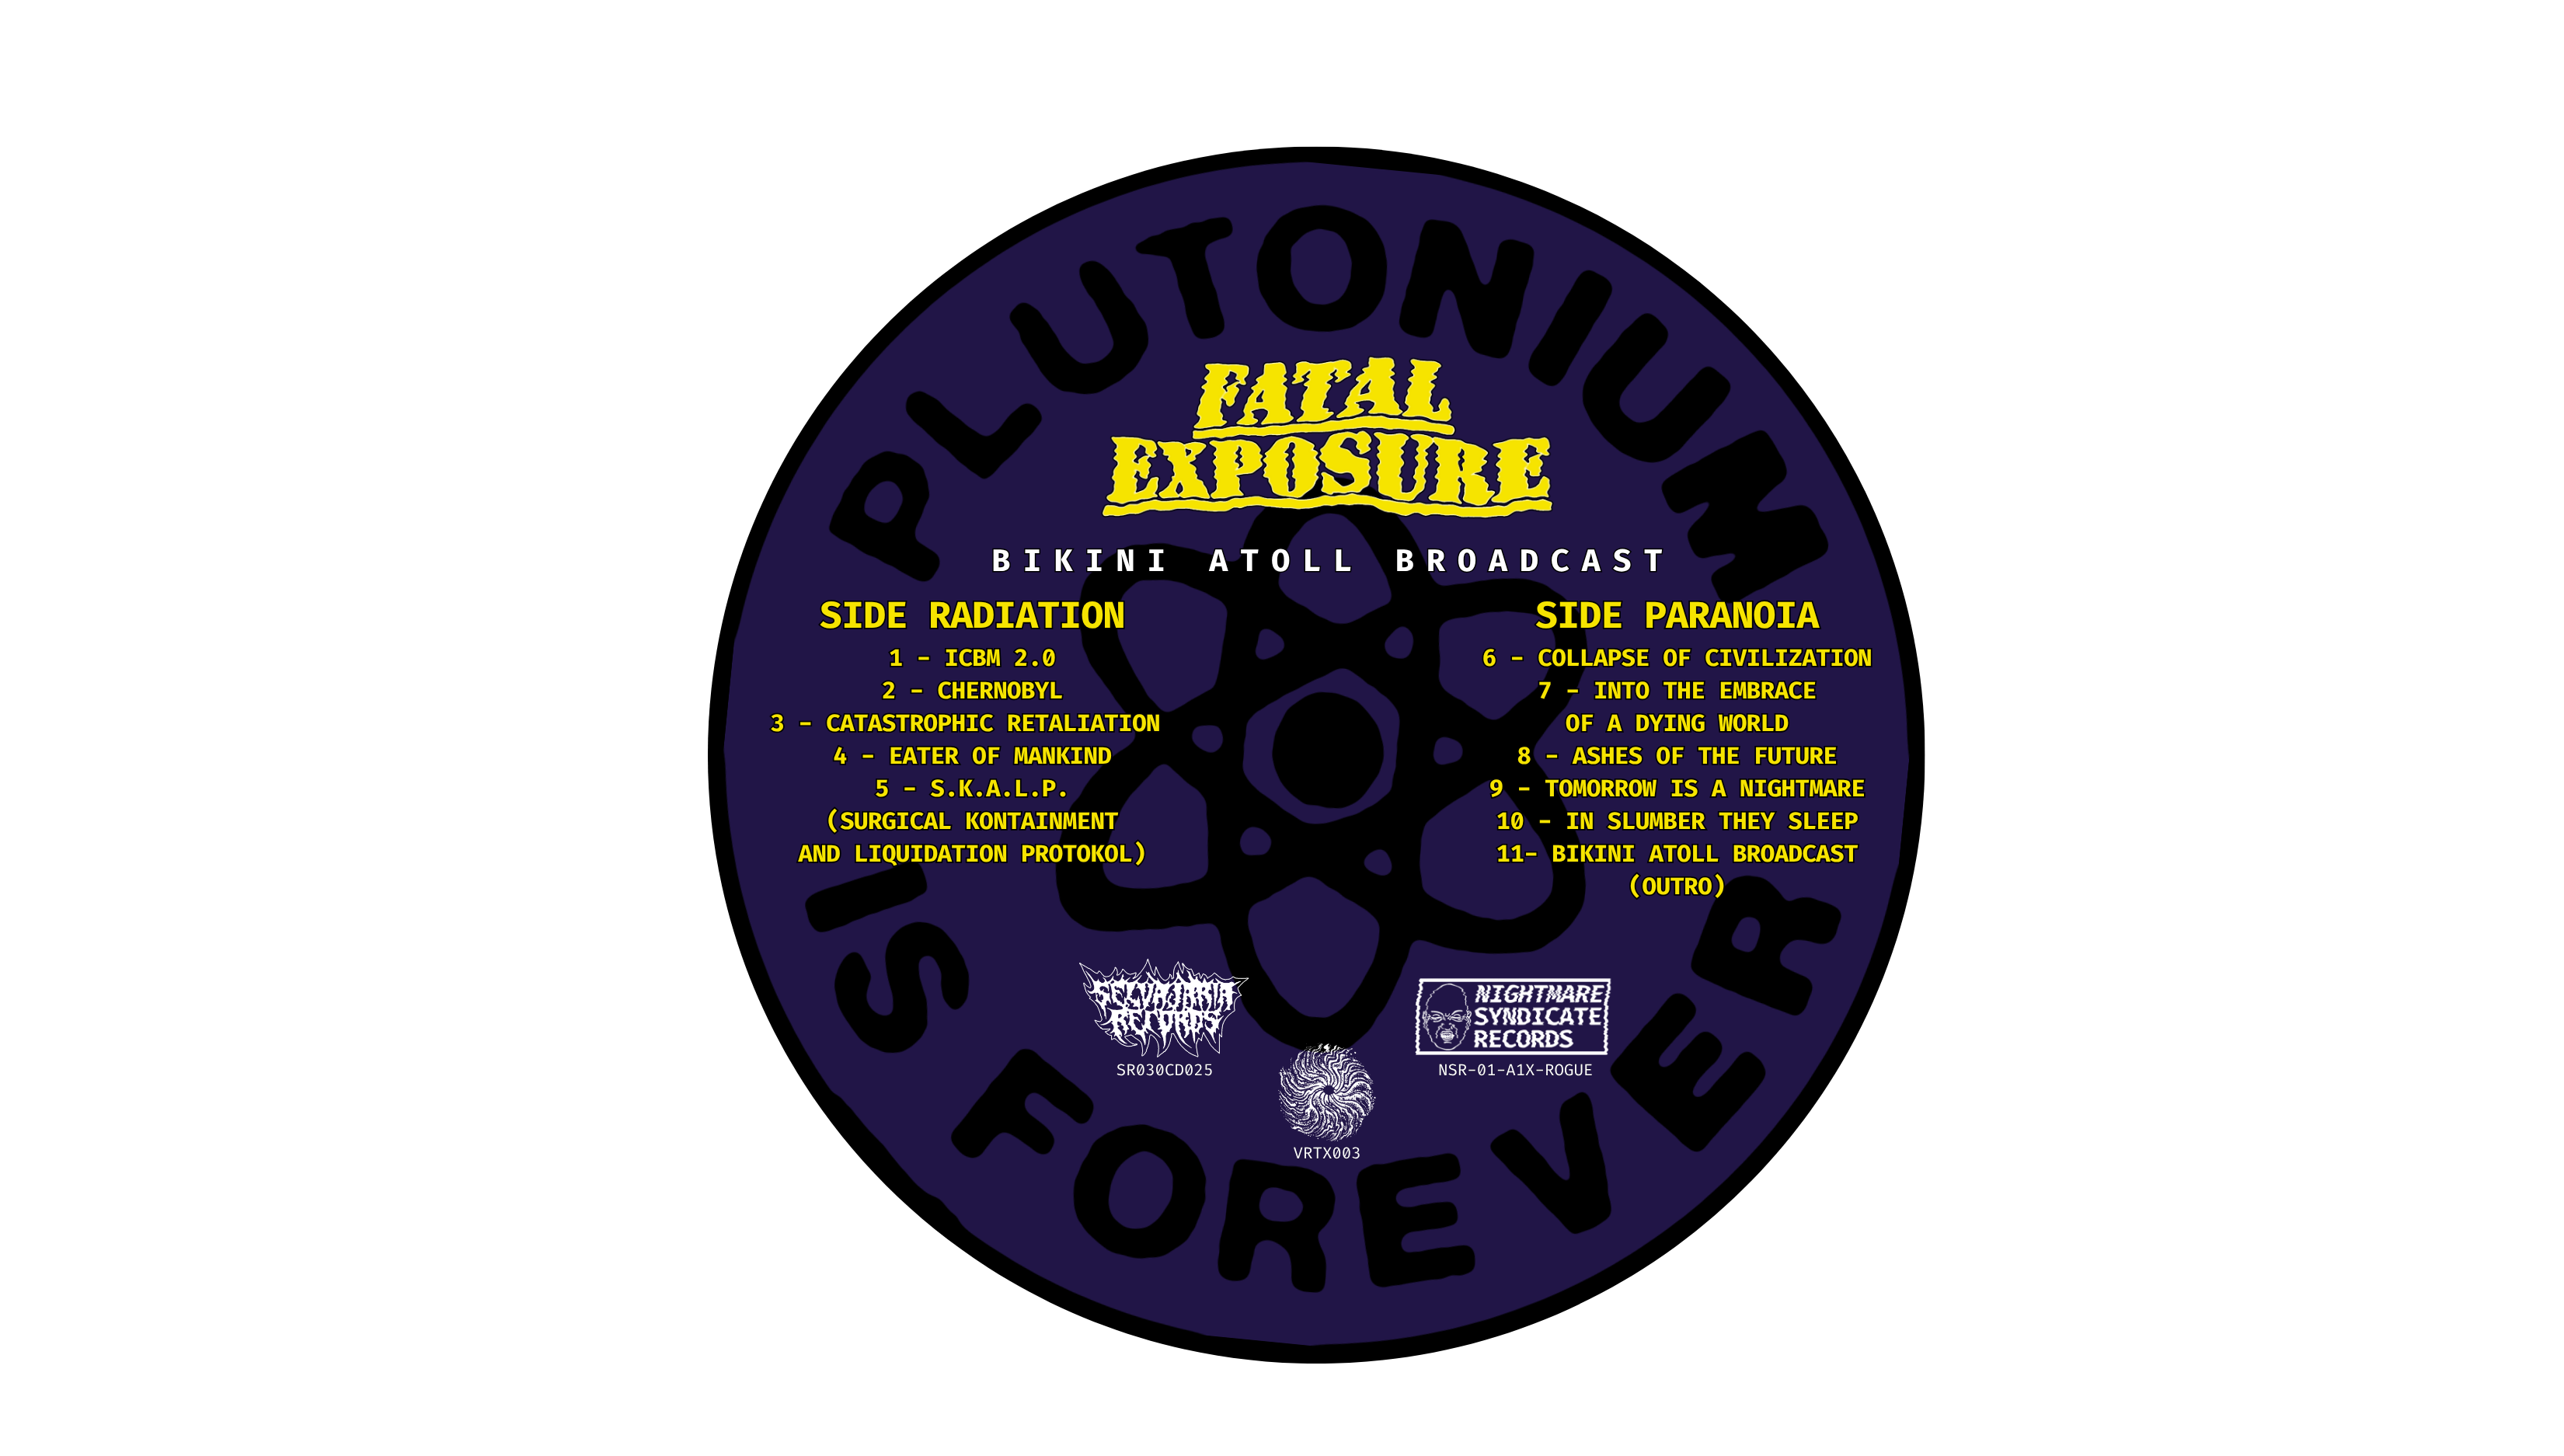 PLUTONIUM
FATAL
EXPOSURE
BIKINI ATOLL BROADCAST
SIDE RADIATION
1 – ICBM 2.0
2 – CHERNOBYL
3 – CATASTROPHIC RETALIATION
4 – EATER OF MANKIND
5 – S.K.A.L.P.
(SURGICAL KONTAINMENT
AND LIQUIDATION PROTOKOL)
SIDE PARANOIA
6 – COLLAPSE OF CIVILIZATION
7 – INTO THE EMBRACE
OF A DYING WORLD
8 – ASHES OF THE FUTURE
9 – TOMORROW IS A NIGHTMARE
10 – IN SLUMBER THEY SLEEP
11– BIKINI ATOLL BROADCAST
(OUTRO)
RECORDS
SR030CD025
NIGHTMARE
SYNDICATE
RECORDS
NSR-01-A1X-ROGUE
VRTX003
IS FOREVER